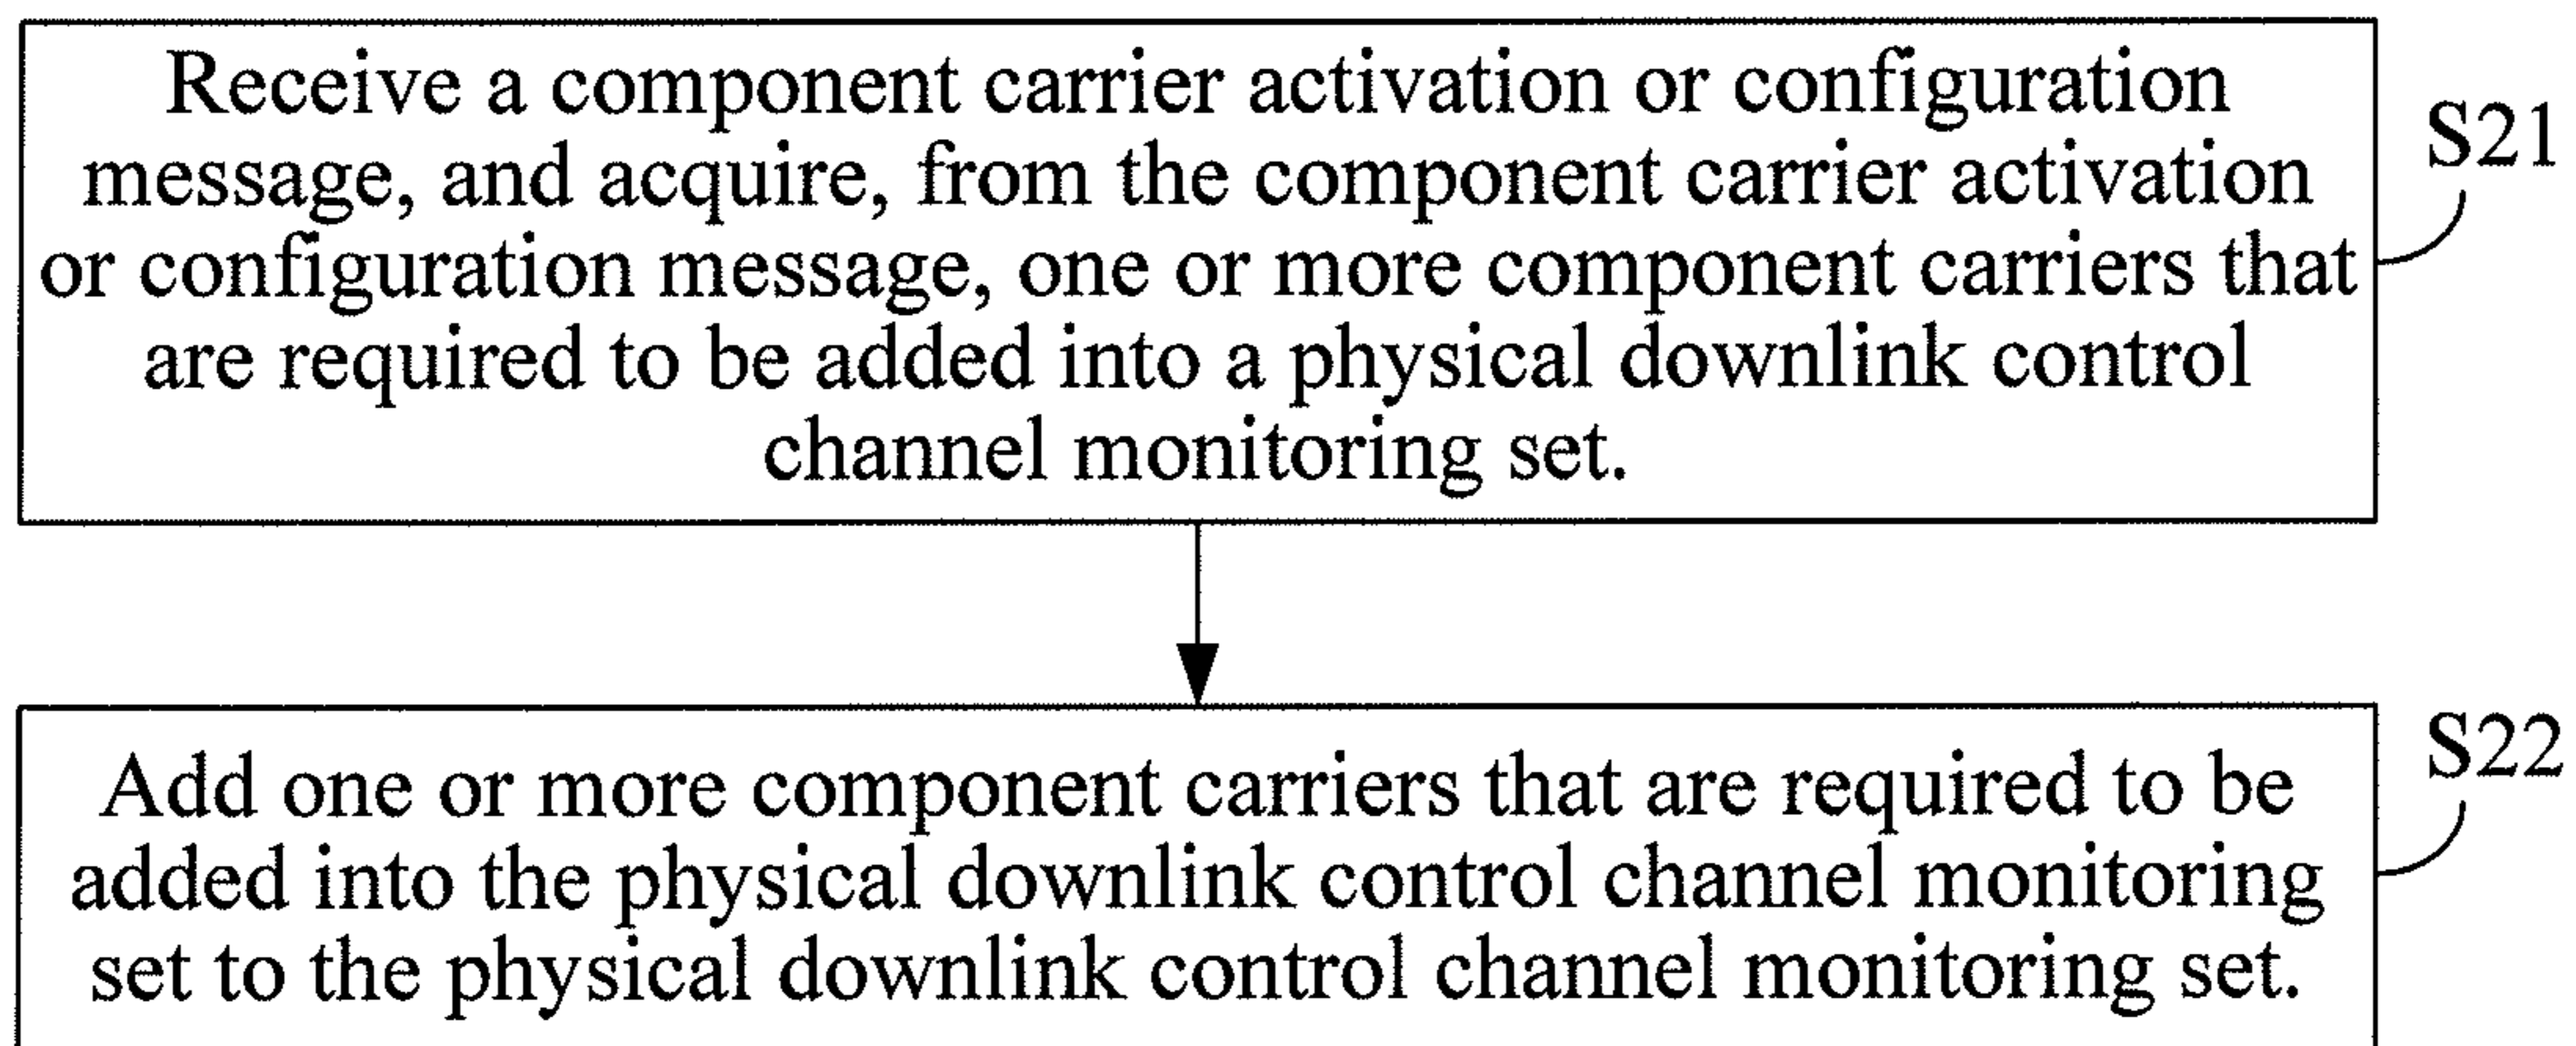 Receive a component carrier activation or configuration
message, and acquire, from the component carrier activation
or configuration message, one or more component carriers that
are required to be added into a physical downlink control
channel monitoring set.
S21
Add one or more component carriers that are required to be
added into the physical downlink control channel monitoring
set to the physical downlink control channel monitoring set.
S22